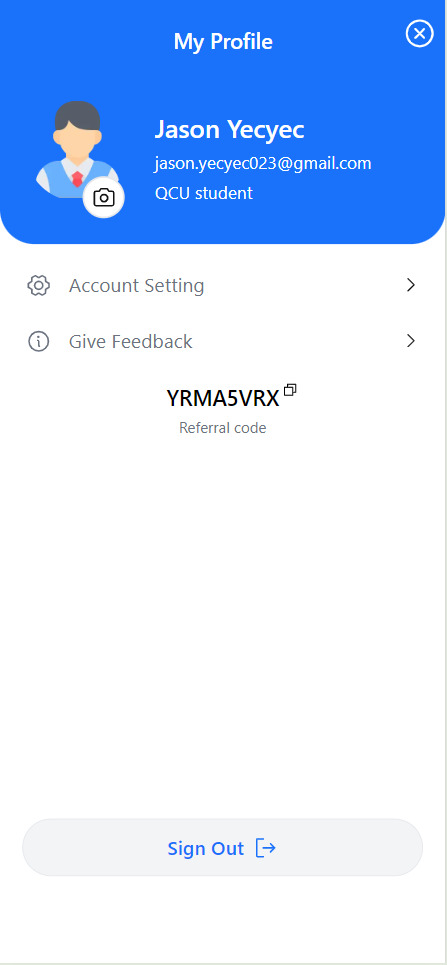 My Profile
Jason Yecyec
jason.yecyec023@gmail.com
QCU student
Account Setting
Give Feedback
YRMA5VRX
Referral code
Sign Out